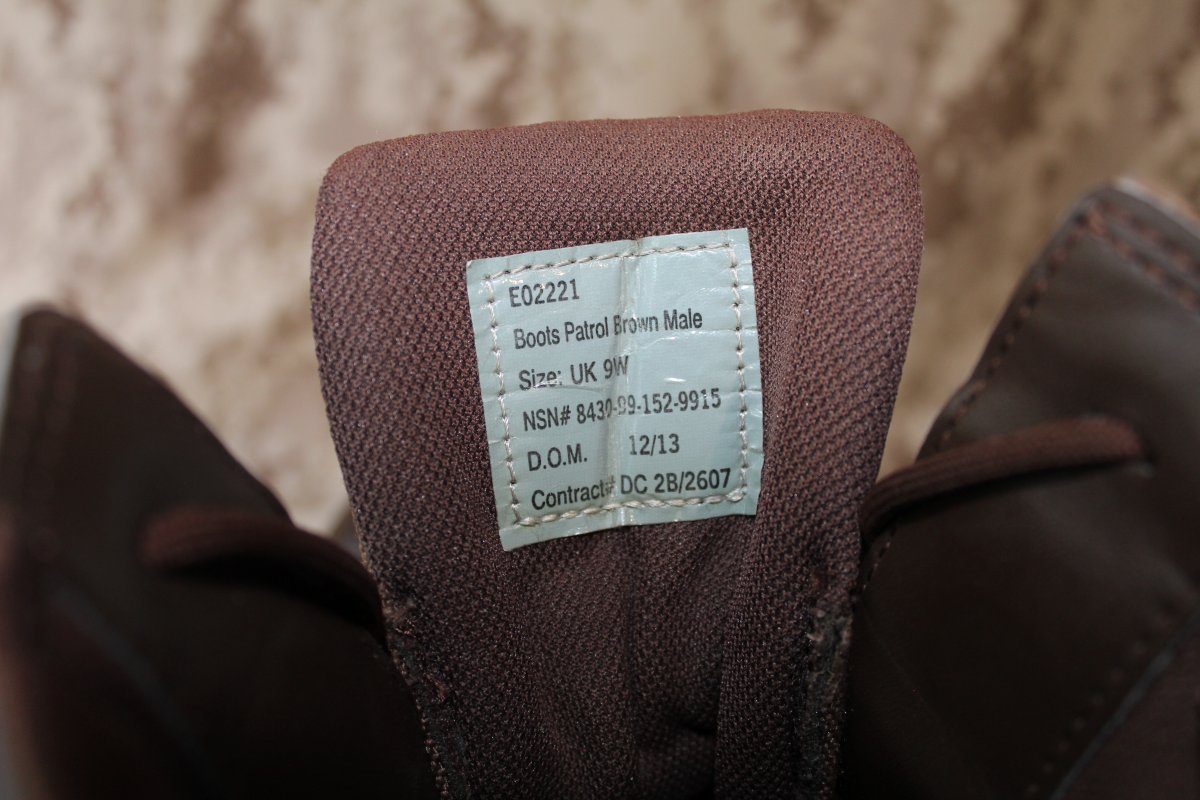 E02221
Boots Patrol Brown Male
Size: UK 9W
NSN# 8430-99-152-9915
D.O.M. 12/13
Contract# DC 2B/2607